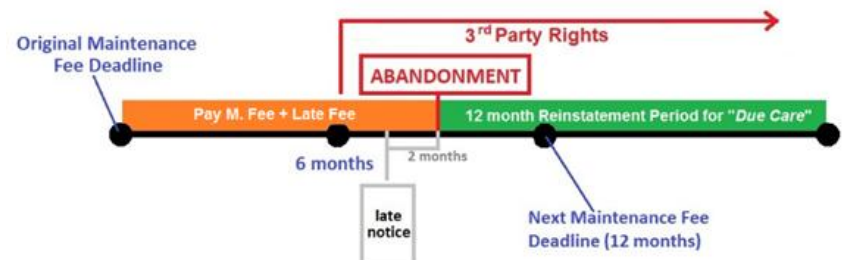 3rd Party Rights
Original Maintenance
Fee Deadline
ABANDONMENT
Pay M. Fee + Late Fee
12 month Reinstatement Period for "Due Care"
6 months
2 months
late
notice
Next Maintenance Fee
Deadline (12 months)